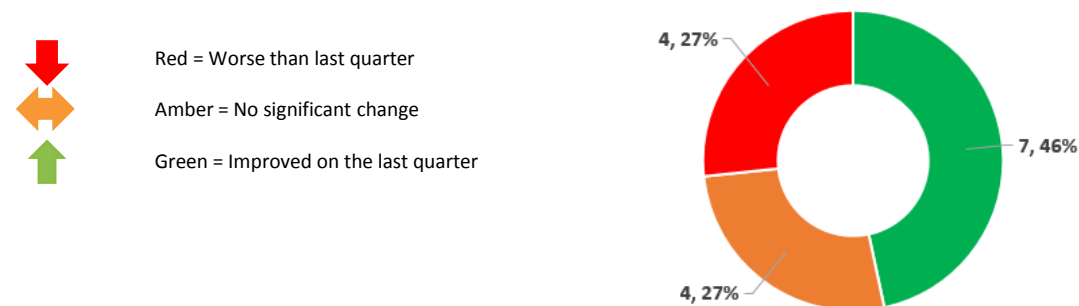 Red = Worse than last quarter
Amber = No significant change
Green = Improved on the last quarter
4, 27%
7, 46%
4, 27%